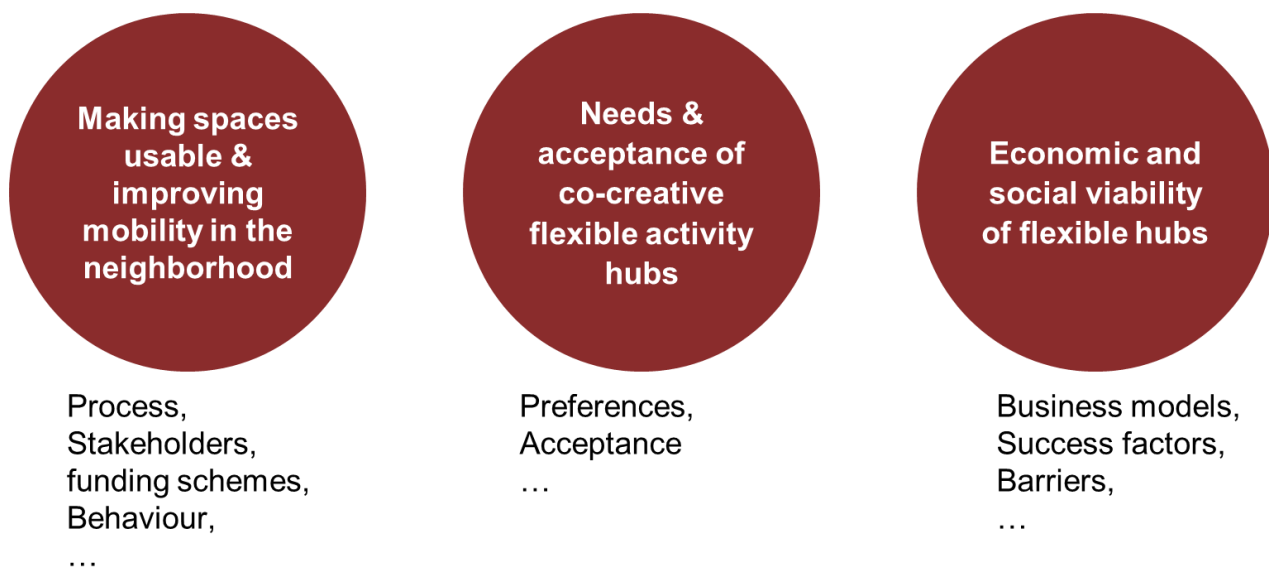 Making spaces
usable &
improving
mobility in the
neighborhood
Process,
Stakeholders,
funding schemes,
Behaviour,
…
Needs &
acceptance of
co-creative
flexible activity
hubs
Preferences,
Acceptance
…
Economic and
social viability
of flexible hubs
Business models,
Success factors,
Barriers,
…